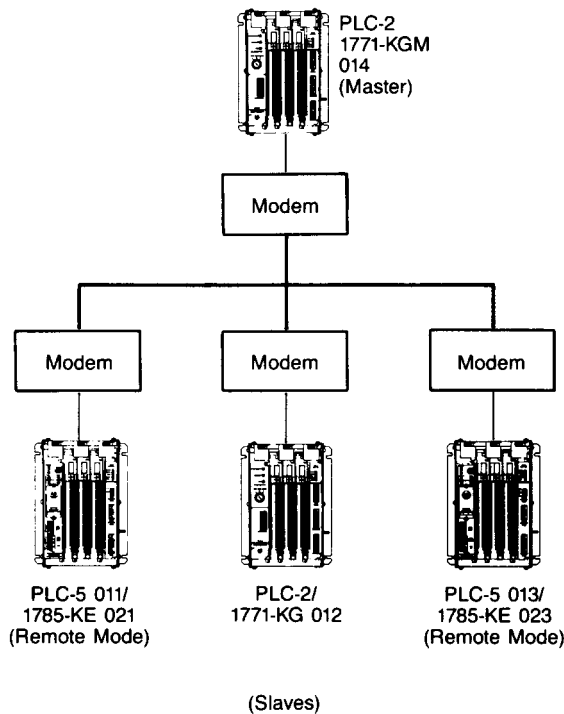 PLC-2
1771-KGM
014
(Master)
Modem
Modem
Modem
Modem
PLC-5 011/
1785-KE 021
(Remote Mode)
PLC-2/
1771-KG 012
PLC-5 013/
1785-KE 023
(Remote Mode)
(Slaves)